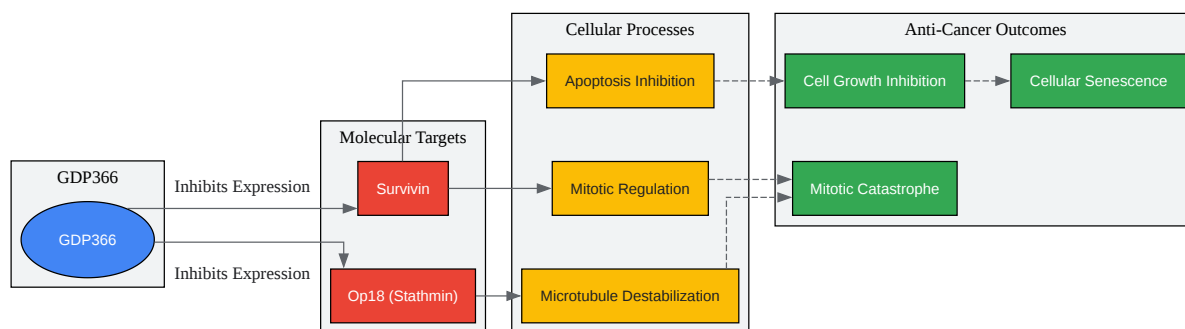 Cellular Processes
Anti-Cancer Outcomes
Apoptosis Inhibition
Cell Growth Inhibition
Cellular Senescence
Molecular Targets
GDP366
Inhibits Expression
Survivin
Mitotic Regulation
Mitotic Catastrophe
GDP366
Inhibits Expression
Op18 (Stathmin)
Microtubule Destabilization